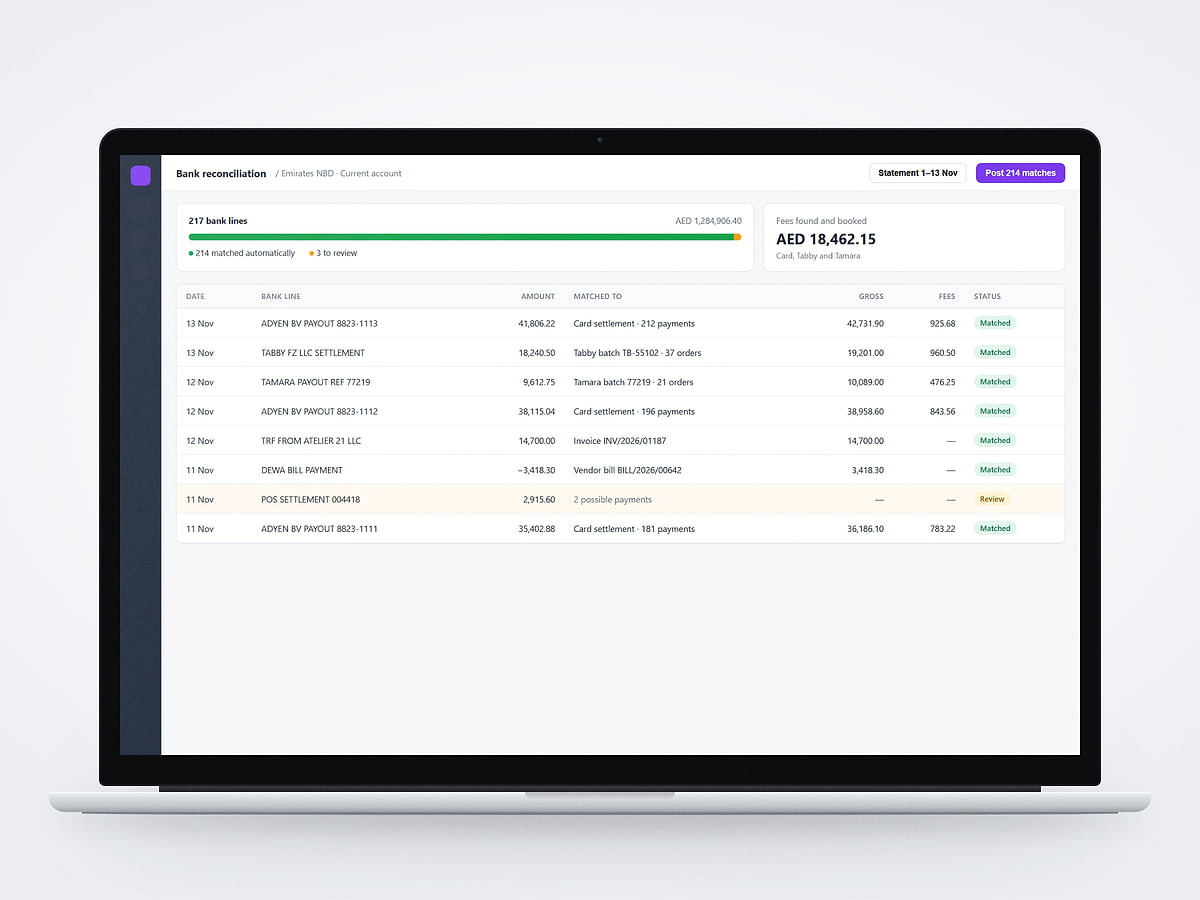 Bank reconciliation / Emirates NBD · Current account
Statement 1–13 Nov
Post 214 matches
217 bank lines AED 1,284,906.40
214 matched automatically 3 to review
Fees found and booked
AED 18,462.15
Card, Tabby and Tamara
DATE BANK LINE AMOUNT MATCHED TO GROSS FEES STATUS
13 Nov ADYEN BV PAYOUT 8823-1113 41,806.22 Card settlement · 212 payments 42,731.90 925.68 Matched
13 Nov TABBY FZ LLC SETTLEMENT 18,240.50 Tabby batch TB-55102 · 37 orders 19,201.00 960.50 Matched
12 Nov TAMARA PAYOUT REF 77219 9,612.75 Tamara batch 77219 · 21 orders 10,089.00 476.25 Matched
12 Nov ADYEN BV PAYOUT 8823-1112 38,115.04 Card settlement · 196 payments 38,958.60 843.56 Matched
12 Nov TRF FROM ATELIER 21 LLC 14,700.00 Invoice INV/2026/01187 14,700.00 — Matched
11 Nov DEWA BILL PAYMENT −3,418.30 Vendor bill BILL/2026/00642 3,418.30 — Matched
11 Nov POS SETTLEMENT 004418 2,915.60 2 possible payments — — Review
11 Nov ADYEN BV PAYOUT 8823-1111 35,402.88 Card settlement · 181 payments 36,186.10 783.22 Matched